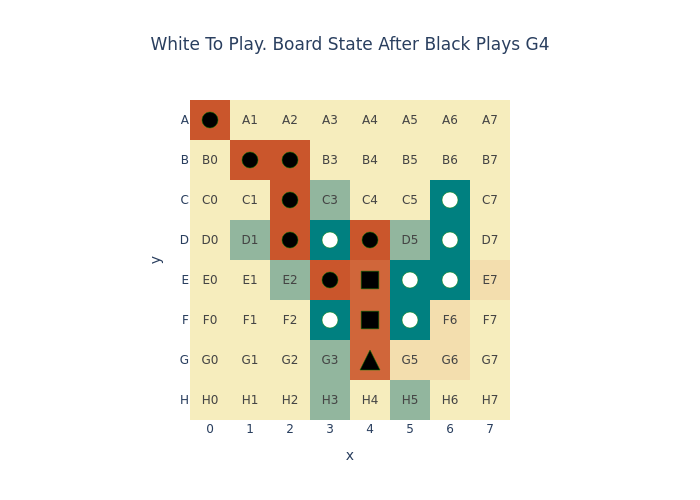 White To Play. Board State After Black Plays G4
A A1 A2 A3 A4 A5 A6 A7
B B0 B3 B4 B5 B6 B7
C C0 C1 C3 C4 C5 C7
D D0 D1 D5 D7
E E0 E1 E2 E7
F F0 F1 F2 F6 F7
G G0 G1 G2 G3 G5 G6 G7
H H0 H1 H2 H3 H4 H5 H6 H7
0 1 2 3 4 5 6 7
x
y